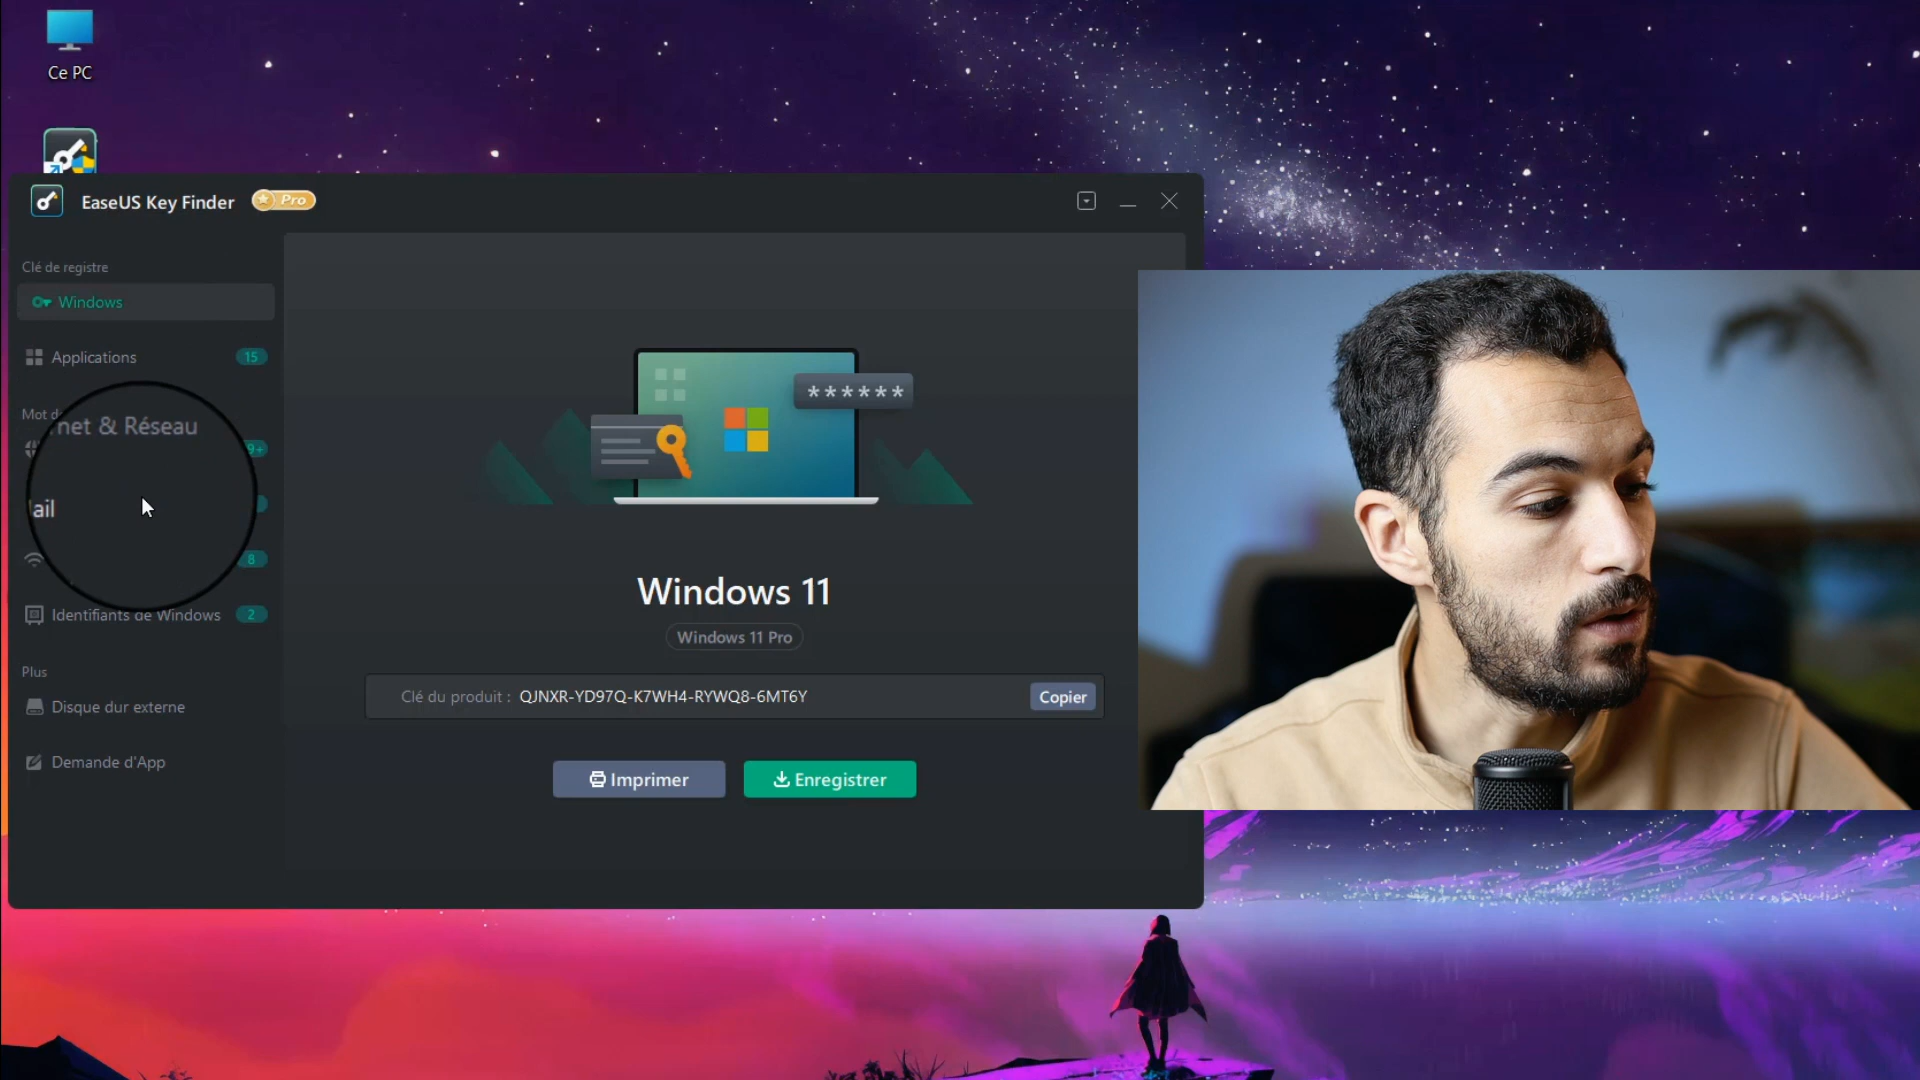 Ce PC
EaseUS Key Finder
Pro
Clé de registre
Windows
Applications 15
Mot d
net & Réseau
9+
ail
8
Identifiants de Windows 2
Plus
Disque dur externe
Demande d'App
******
Windows 11
Windows 11 Pro
Clé du produit : QJNXR-YD97Q-K7WH4-RYWQ8-6MT6Y
Copier
Imprimer
Enregistrer